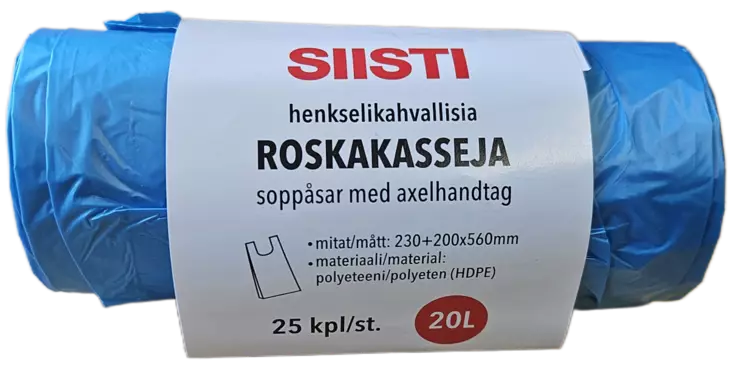 SIISTI
henkselikahvallisia
ROSKAKASSEJA
soppåsar med axelhandtag
• mitat/mått: 230+200x560mm
• materiaali/material:
polyeteeni/polyeten (HDPE)
25 kpl/st.
20L